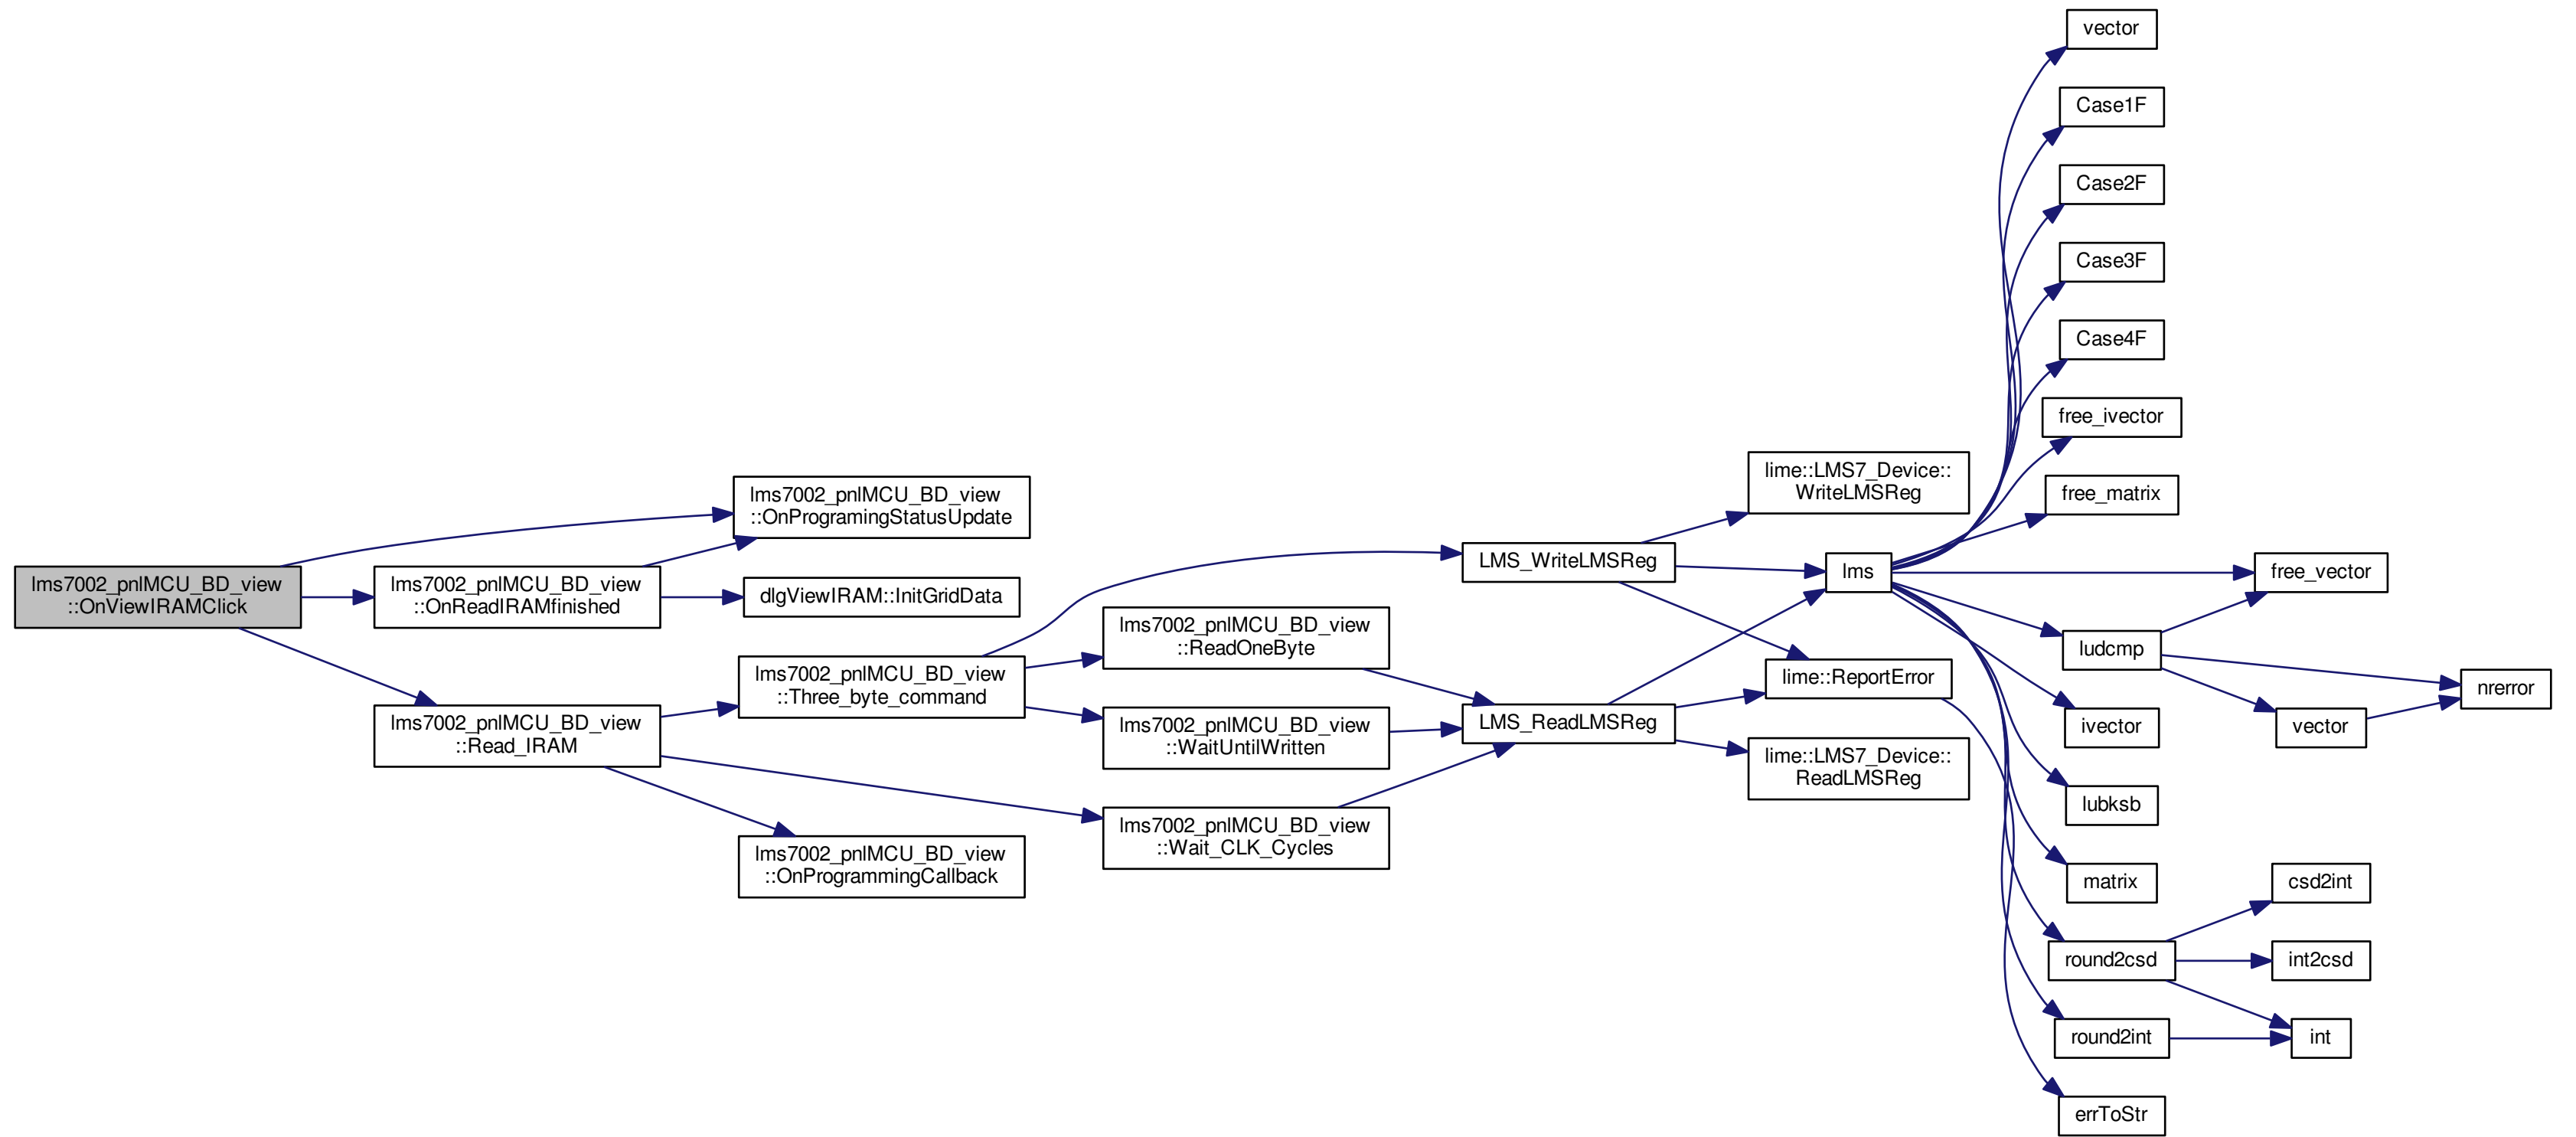 lms7002_pnlMCU_BD_view
::OnViewIRAMClick
lms7002_pnlMCU_BD_view
::OnReadIRAMfinished
lms7002_pnlMCU_BD_view
::Read_IRAM
lms7002_pnlMCU_BD_view
::OnProgramingStatusUpdate
dlgViewIRAM::InitGridData
lms7002_pnlMCU_BD_view
::Three_byte_command
lms7002_pnlMCU_BD_view
::OnProgrammingCallback
lms7002_pnlMCU_BD_view
::ReadOneByte
lms7002_pnlMCU_BD_view
::WaitUntilWritten
lms7002_pnlMCU_BD_view
::Wait_CLK_Cycles
LMS_WriteLMSReg
LMS_ReadLMSReg
lime::LMS7_Device::
WriteLMSReg
lms
lime::ReportError
lime::LMS7_Device::
ReadLMSReg
vector
Case1F
Case2F
Case3F
Case4F
free_ivector
free_matrix
free_vector
ludcmp
nrerror
ivector
vector
lubksb
matrix
csd2int
round2csd
int2csd
round2int
int
errToStr